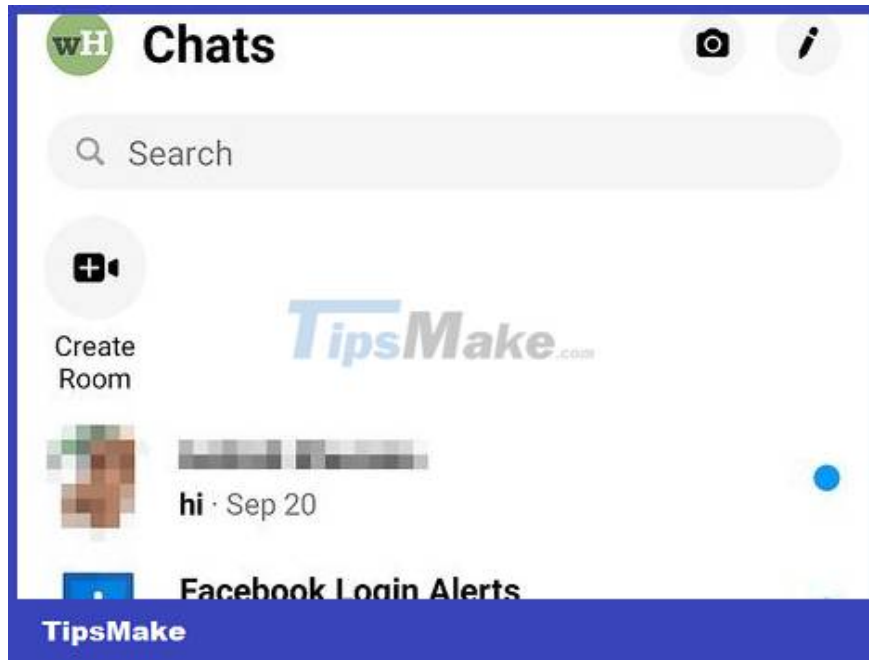 wH Chats
Search
TipsMake.com
Create
Room
hi · Sep 20
Facebook Login Alerts
TipsMake